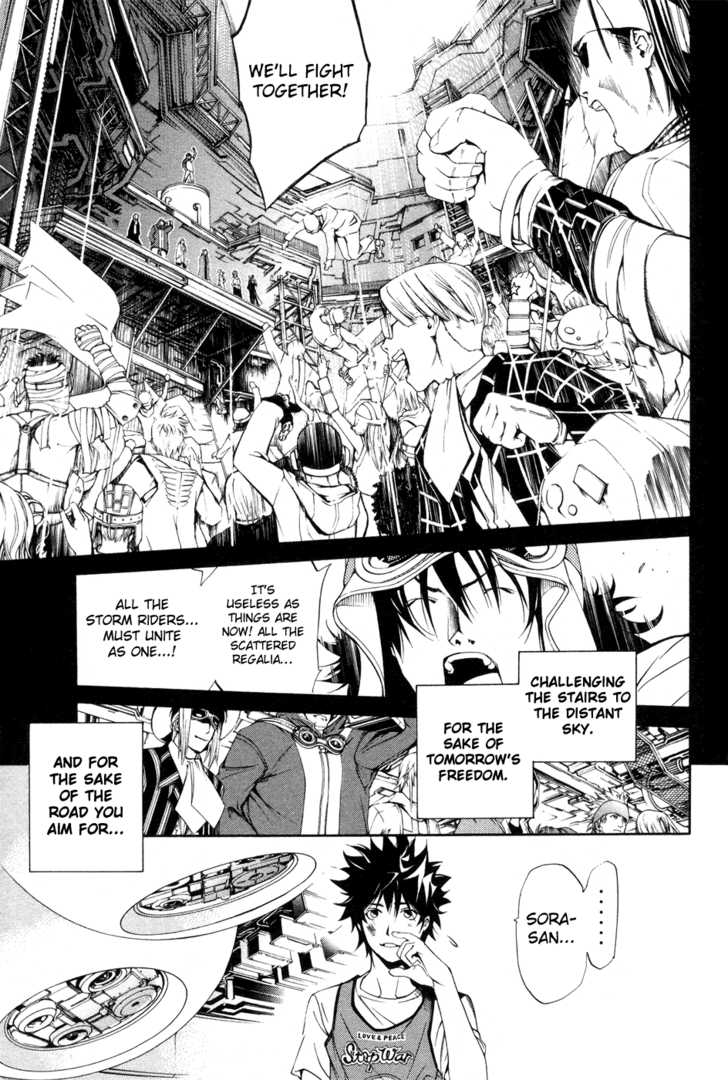 WE'LL FIGHT
TOGETHER!
IT'S
USELESS AS
THINGS ARE
NOW! ALL THE
SCATTERED
REGALIA...
ALL THE
STORM RIDERS...
MUST UNITE
AS ONE...!
CHALLENGING
THE STAIRS TO
THE DISTANT
SKY.
FOR THE
SAKE OF
TOMORROW'S
FREEDOM.
AND FOR
THE SAKE
OF THE
ROAD YOU
AIM FOR...
......
SORA-
SAN...
LOVE & PEACE
Stop War